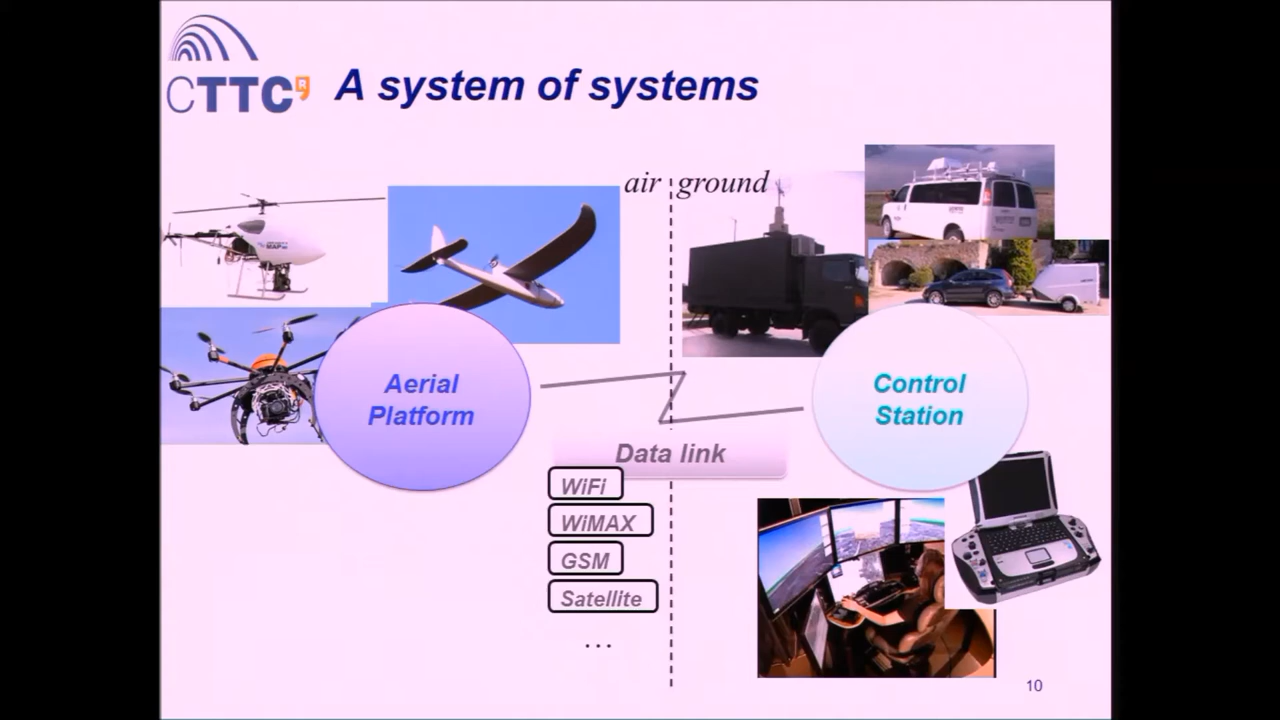 CTTC R
A system of systems
air ground
Aerial
Platform
Control
Station
Data link
WiFi
WiMAX
GSM
Satellite
...
10